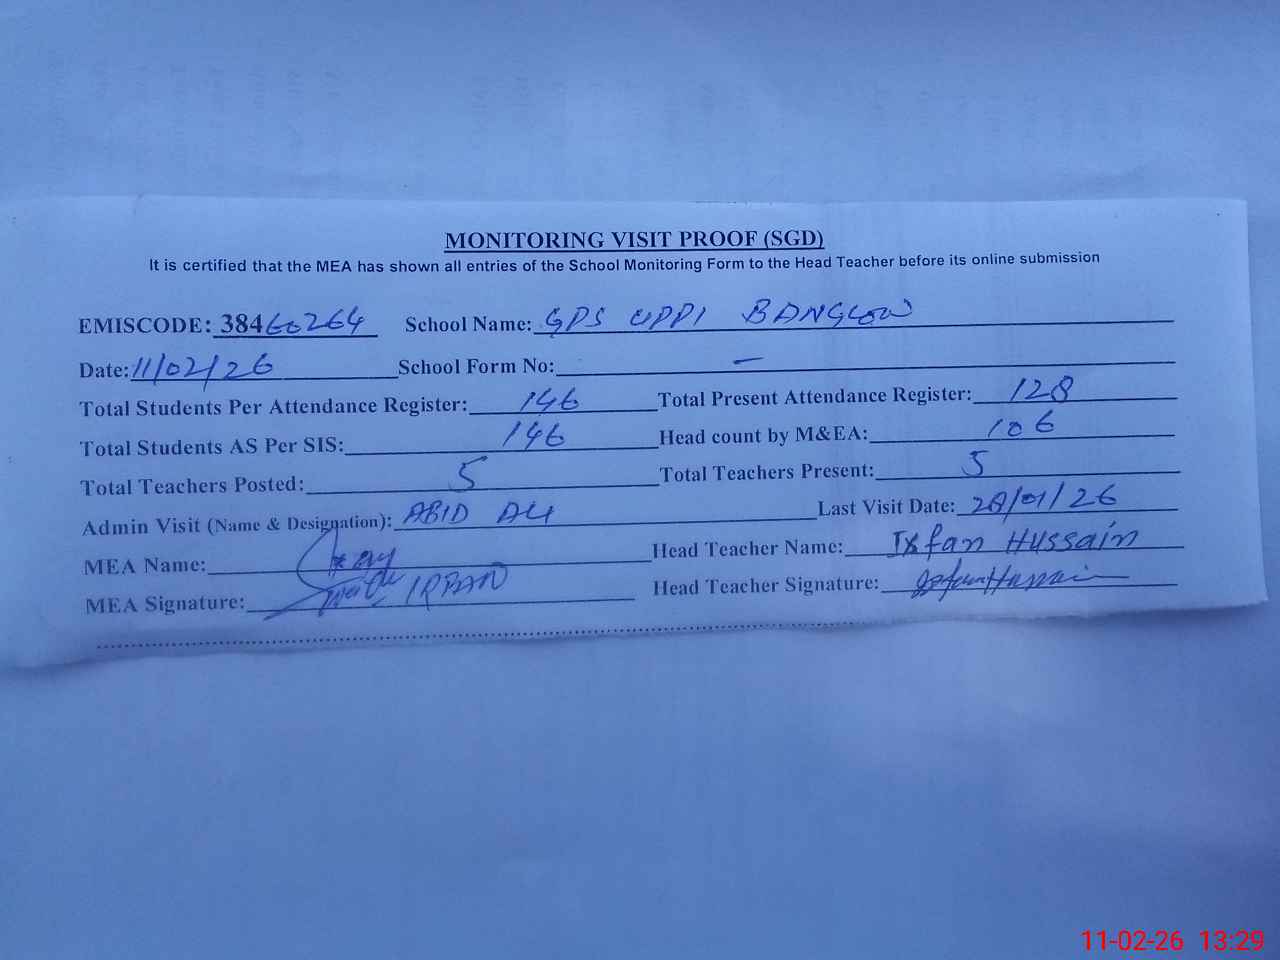 MONITORING VISIT PROOF (SGD)
It is certified that the MEA has shown all entries of the School Monitoring Form to the Head Teacher before its online submission
EMISCODE: 38460264 School Name: GPS UPPI BANGLOW
Date: 11/02/26 School Form No: —
Total Students Per Attendance Register: 146 Total Present Attendance Register: 128
Total Students AS Per SIS: 146 Head count by M&EA: 106
Total Teachers Posted: 5 Total Teachers Present: 5
Admin Visit (Name & Designation): ABID ALI Last Visit Date: 28/01/26
MEA Name: Head Teacher Name: Irfan Hussain
MEA Signature: IRFAN Head Teacher Signature: Irfan Hussain
11-02-26 13:29